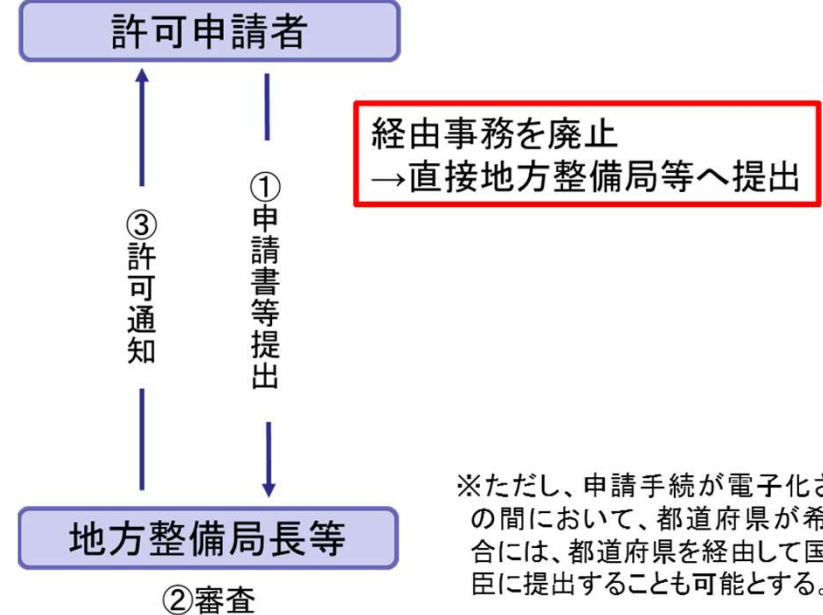 許可申請者
経由事務を廃止
→直接地方整備局等へ提出
①申請書等提出
③許可通知
※ただし、申請手続が電子化さ
の間において、都道府県が希
合には、都道府県を経由して国
臣に提出することも可能とする。
地方整備局長等
②審査